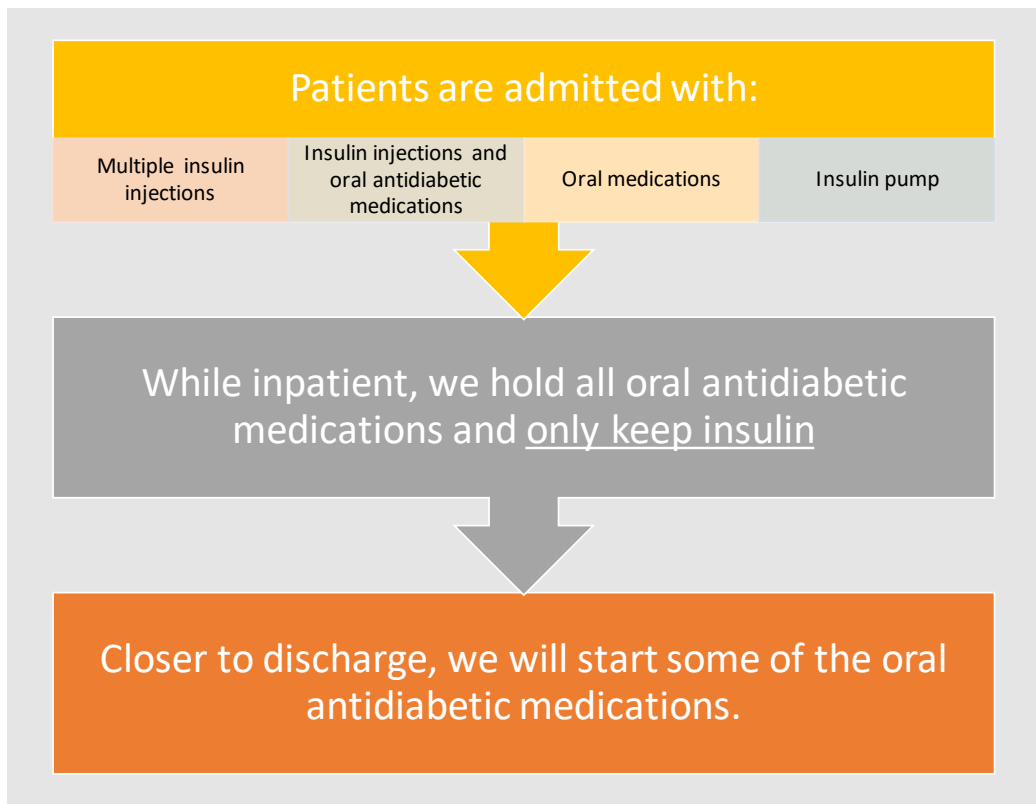 Patients are admitted with:
Multiple insulin
injections
Insulin injections and
oral antidiabetic
medications
Oral medications
Insulin pump
While inpatient, we hold all oral antidiabetic
medications and only keep insulin
Closer to discharge, we will start some of the oral
antidiabetic medications.